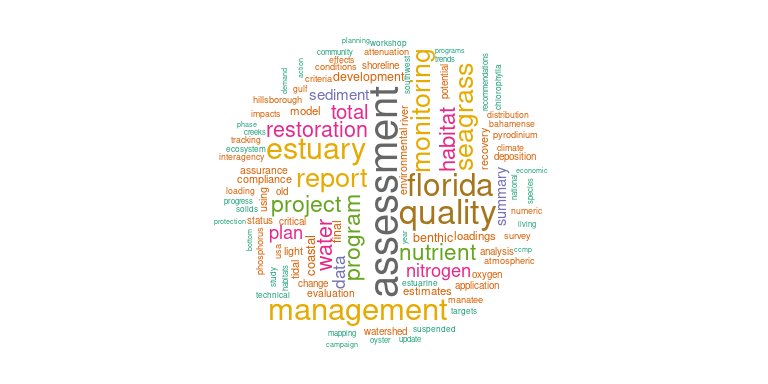 planning
workshop
community
attenuation
programs
effects
trends
action
conditions
shoreline
demand
criteria
development
southwest
monitoring
potential
seagrass
recommendations
chlorophylla
gulf
sediment
hillsborough
assessment
impacts
model
total
river
habitat
distribution
phase
restoration
bahamense
creeks
pyrodinium
tracking
estuary
environmental
recovery
climate
ecosystem
deposition
interagency
assurance
report
florida
summary
economic
compliance
national
species
loading
using
old
progress
project
quality
solids
program
numeric
protection
status
critical
water
final
living
bottom
phosphorus
plan
coastal
data
year
benthic
loadings
survey
usa
light
nutrient
analysis
ccmp
tidal
atmospheric
study
habitats
change
nitrogen
oxygen
estuarine
application
technical
evaluation
estimates
manatee
management
targets
mapping
watershed
suspended
oyster
update
campaign